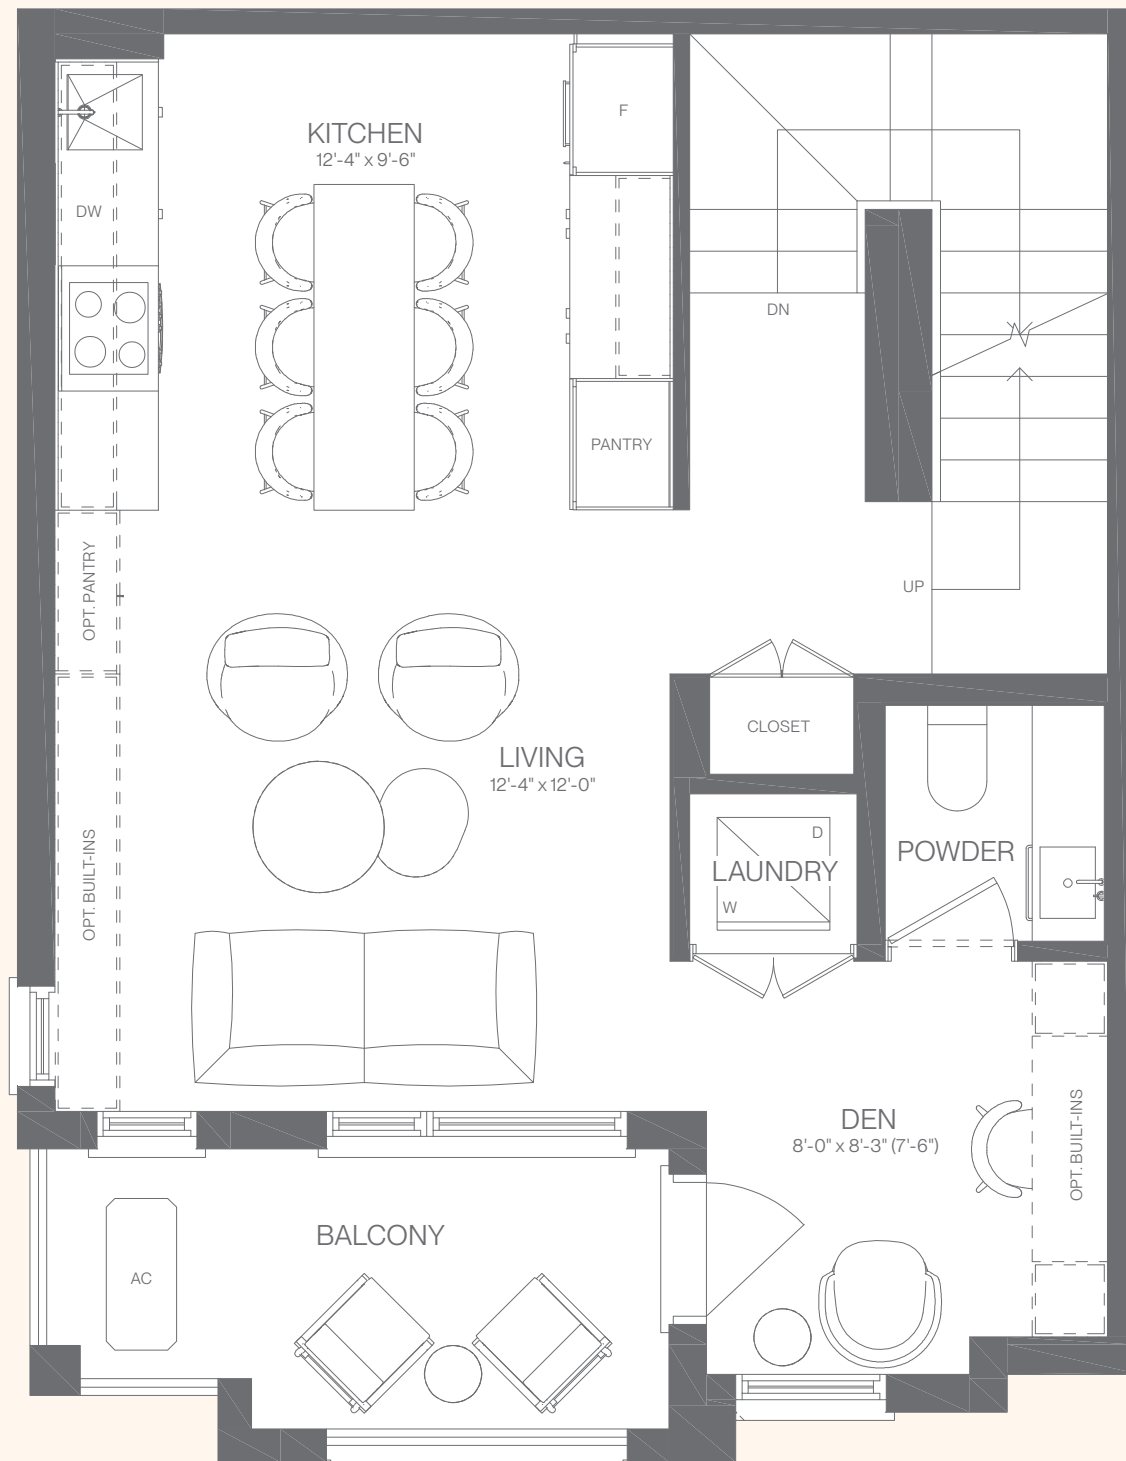 F
KITCHEN
12'-4" x 9'-6"
DW
DN
PANTRY
OPT. PANTRY
UP
CLOSET
LIVING
12'-4" x 12'-0"
D
LAUNDRY
W
POWDER
OPT. BUILT-INS
DEN
8'-0" x 8'-3" (7'-6")
OPT. BUILT-INS
BALCONY
AC